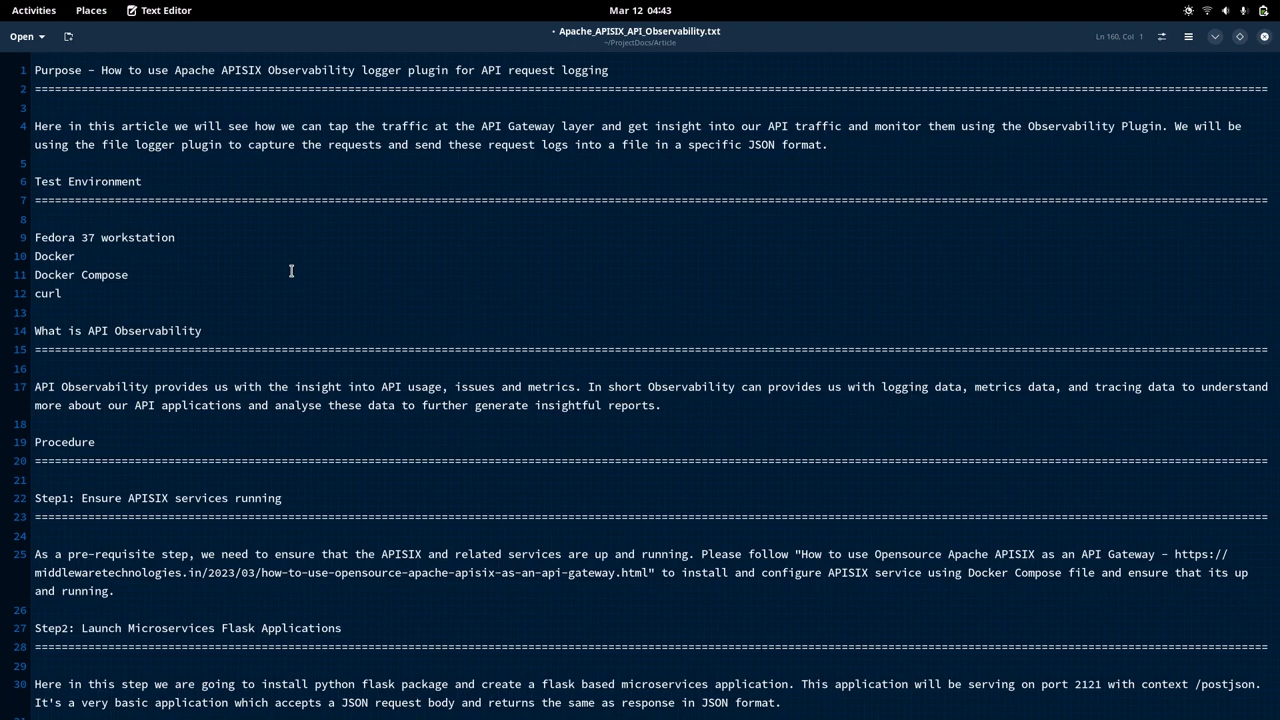 Activities Places Text Editor Mar 12 04:43
Open • Apache_APISIX_API_Observability.txt Ln 160, Col 1
~/ProjectDocs/Article
1 Purpose - How to use Apache APISIX Observability logger plugin for API request logging
2 =========================================================================================================================================================================================
3
4 Here in this article we will see how we can tap the traffic at the API Gateway layer and get insight into our API traffic and monitor them using the Observability Plugin. We will be
using the file logger plugin to capture the requests and send these request logs into a file in a specific JSON format.
5
6 Test Environment
7 =========================================================================================================================================================================================
8
9 Fedora 37 workstation
10 Docker
11 Docker Compose
12 curl
13
14 What is API Observability
15 =========================================================================================================================================================================================
16
17 API Observability provides us with the insight into API usage, issues and metrics. In short Observability can provides us with logging data, metrics data, and tracing data to understand
more about our API applications and analyse these data to further generate insightful reports.
18
19 Procedure
20 =========================================================================================================================================================================================
21
22 Step1: Ensure APISIX services running
23 =========================================================================================================================================================================================
24
25 As a pre-requisite step, we need to ensure that the APISIX and related services are up and running. Please follow "How to use Opensource Apache APISIX as an API Gateway - https://
middlewaretechnologies.in/2023/03/how-to-use-opensource-apache-apisix-as-an-api-gateway.html" to install and configure APISIX service using Docker Compose file and ensure that its up
and running.
26
27 Step2: Launch Microservices Flask Applications
28 =========================================================================================================================================================================================
29
30 Here in this step we are going to install python flask package and create a flask based microservices application. This application will be serving on port 2121 with context /postjson.
It's a very basic application which accepts a JSON request body and returns the same as response in JSON format.